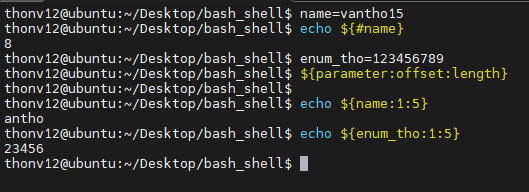 thonv12@ubuntu:~/Desktop/bash_shell$ name=vantho15
thonv12@ubuntu:~/Desktop/bash_shell$ echo ${#name}
8
thonv12@ubuntu:~/Desktop/bash_shell$ enum_tho=123456789
thonv12@ubuntu:~/Desktop/bash_shell$ ${parameter:offset:length}
thonv12@ubuntu:~/Desktop/bash_shell$
thonv12@ubuntu:~/Desktop/bash_shell$ echo ${name:1:5}
antho
thonv12@ubuntu:~/Desktop/bash_shell$ echo ${enum_tho:1:5}
23456
thonv12@ubuntu:~/Desktop/bash_shell$